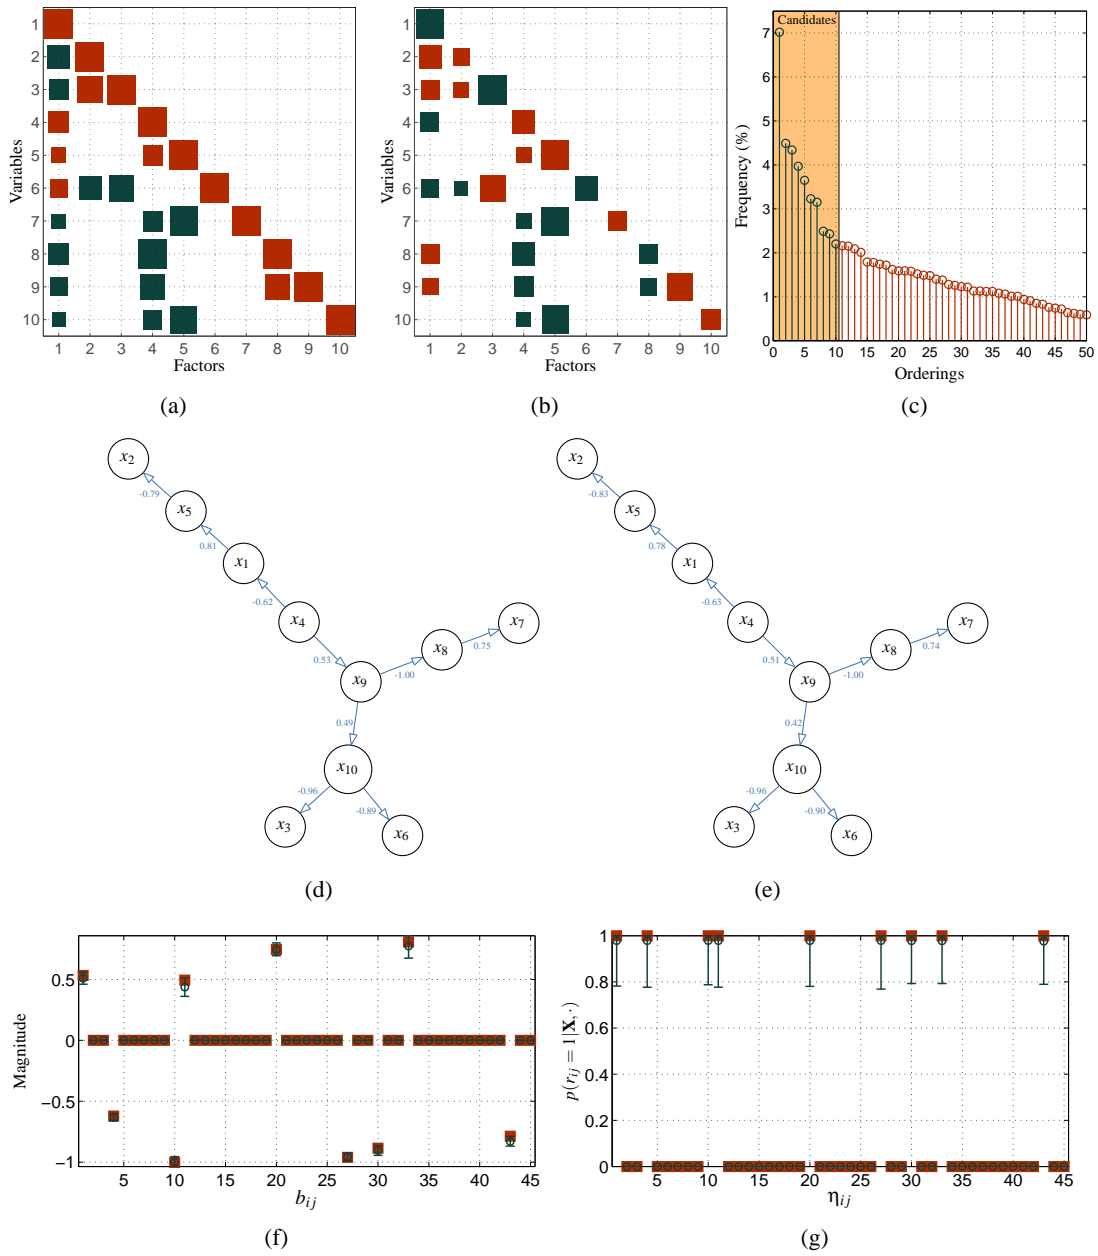 Variables
1
2
3
4
5
6
7
8
9
10
1 2 3 4 5 6 7 8 9 10
Factors
(a)
Variables
1
2
3
4
5
6
7
8
9
10
1 2 3 4 5 6 7 8 9 10
Factors
(b)
Candidates
Frequency (%)
7
6
5
4
3
2
1
0
0 5 10 15 20 25 30 35 40 45 50
Orderings
(c)
x2
-0.79
x5
0.81
x1
-0.62
x4
0.53
x9
-1.00
x8
0.75
x7
0.49
x10
-0.96
-0.89
x3
x6
(d)
x2
-0.83
x5
0.78
x1
-0.63
x4
0.51
x9
-1.00
x8
0.74
x7
0.42
x10
-0.96
-0.90
x3
x6
(e)
Magnitude
0.5
0
−0.5
−1
5 10 15 20 25 30 35 40 45
bij
(f)
p(rij = 1|X, ·)
1
0.8
0.6
0.4
0.2
0
5 10 15 20 25 30 35 40 45
ηij
(g)